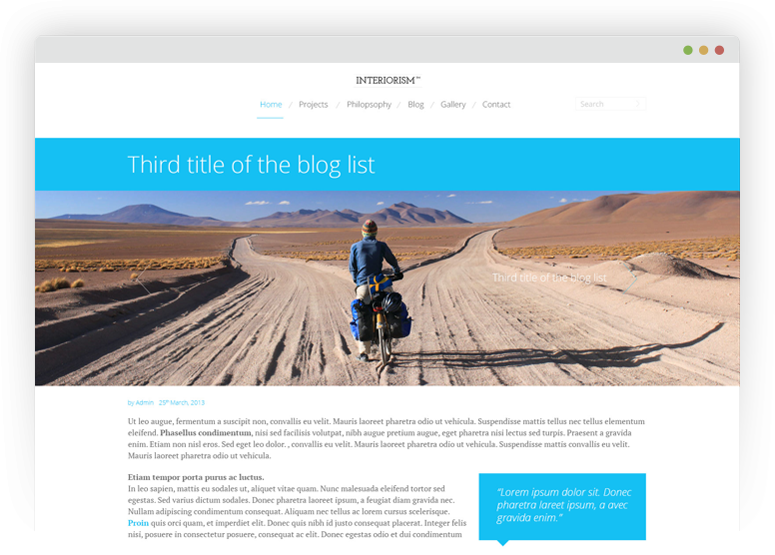 INTERIORISM™
Home / Projects / Philopsophy / Blog / Gallery / Contact
Search
Third title of the blog list
Third title of the blog list
by Admin 25th March, 2013
Ut leo augue, fermentum a suscipit non, convallis eu velit. Mauris laoreet pharetra odio ut vehicula. Suspendisse mattis tellus nec tellus elementum
eleifend. Phasellus condimentum, nisi sed facilisis volutpat, nibh augue pretium augue, eget pharetra nisi lectus sed turpis. Praesent a gravida
enim. Etiam non nisl eros. Sed eget leo dolor. , convallis eu velit. Mauris laoreet pharetra odio ut vehicula. Suspendisse mattis convallis eu velit.
Mauris laoreet pharetra odio ut vehicula.
Etiam tempor porta purus ac luctus.
In leo sapien, mattis eu sodales ut, aliquet vitae quam. Nunc malesuada eleifend tortor sed
egestas. Sed varius dictum sodales. Donec pharetra laoreet ipsum, a feugiat diam gravida nec.
Nullam adipiscing condimentum consequat. Aliquam nec tellus ac lorem cursus scelerisque.
Proin quis orci quam, et imperdiet elit. Donec quis nibh id justo consequat placerat. Integer felis
nisi, posuere in consectetur posuere, consequat ac elit. Donec egestas odio et dui condimentum
“Lorem ipsum dolor sit. Donec
pharetra lareet ipsum, a avec
gravida enim.”